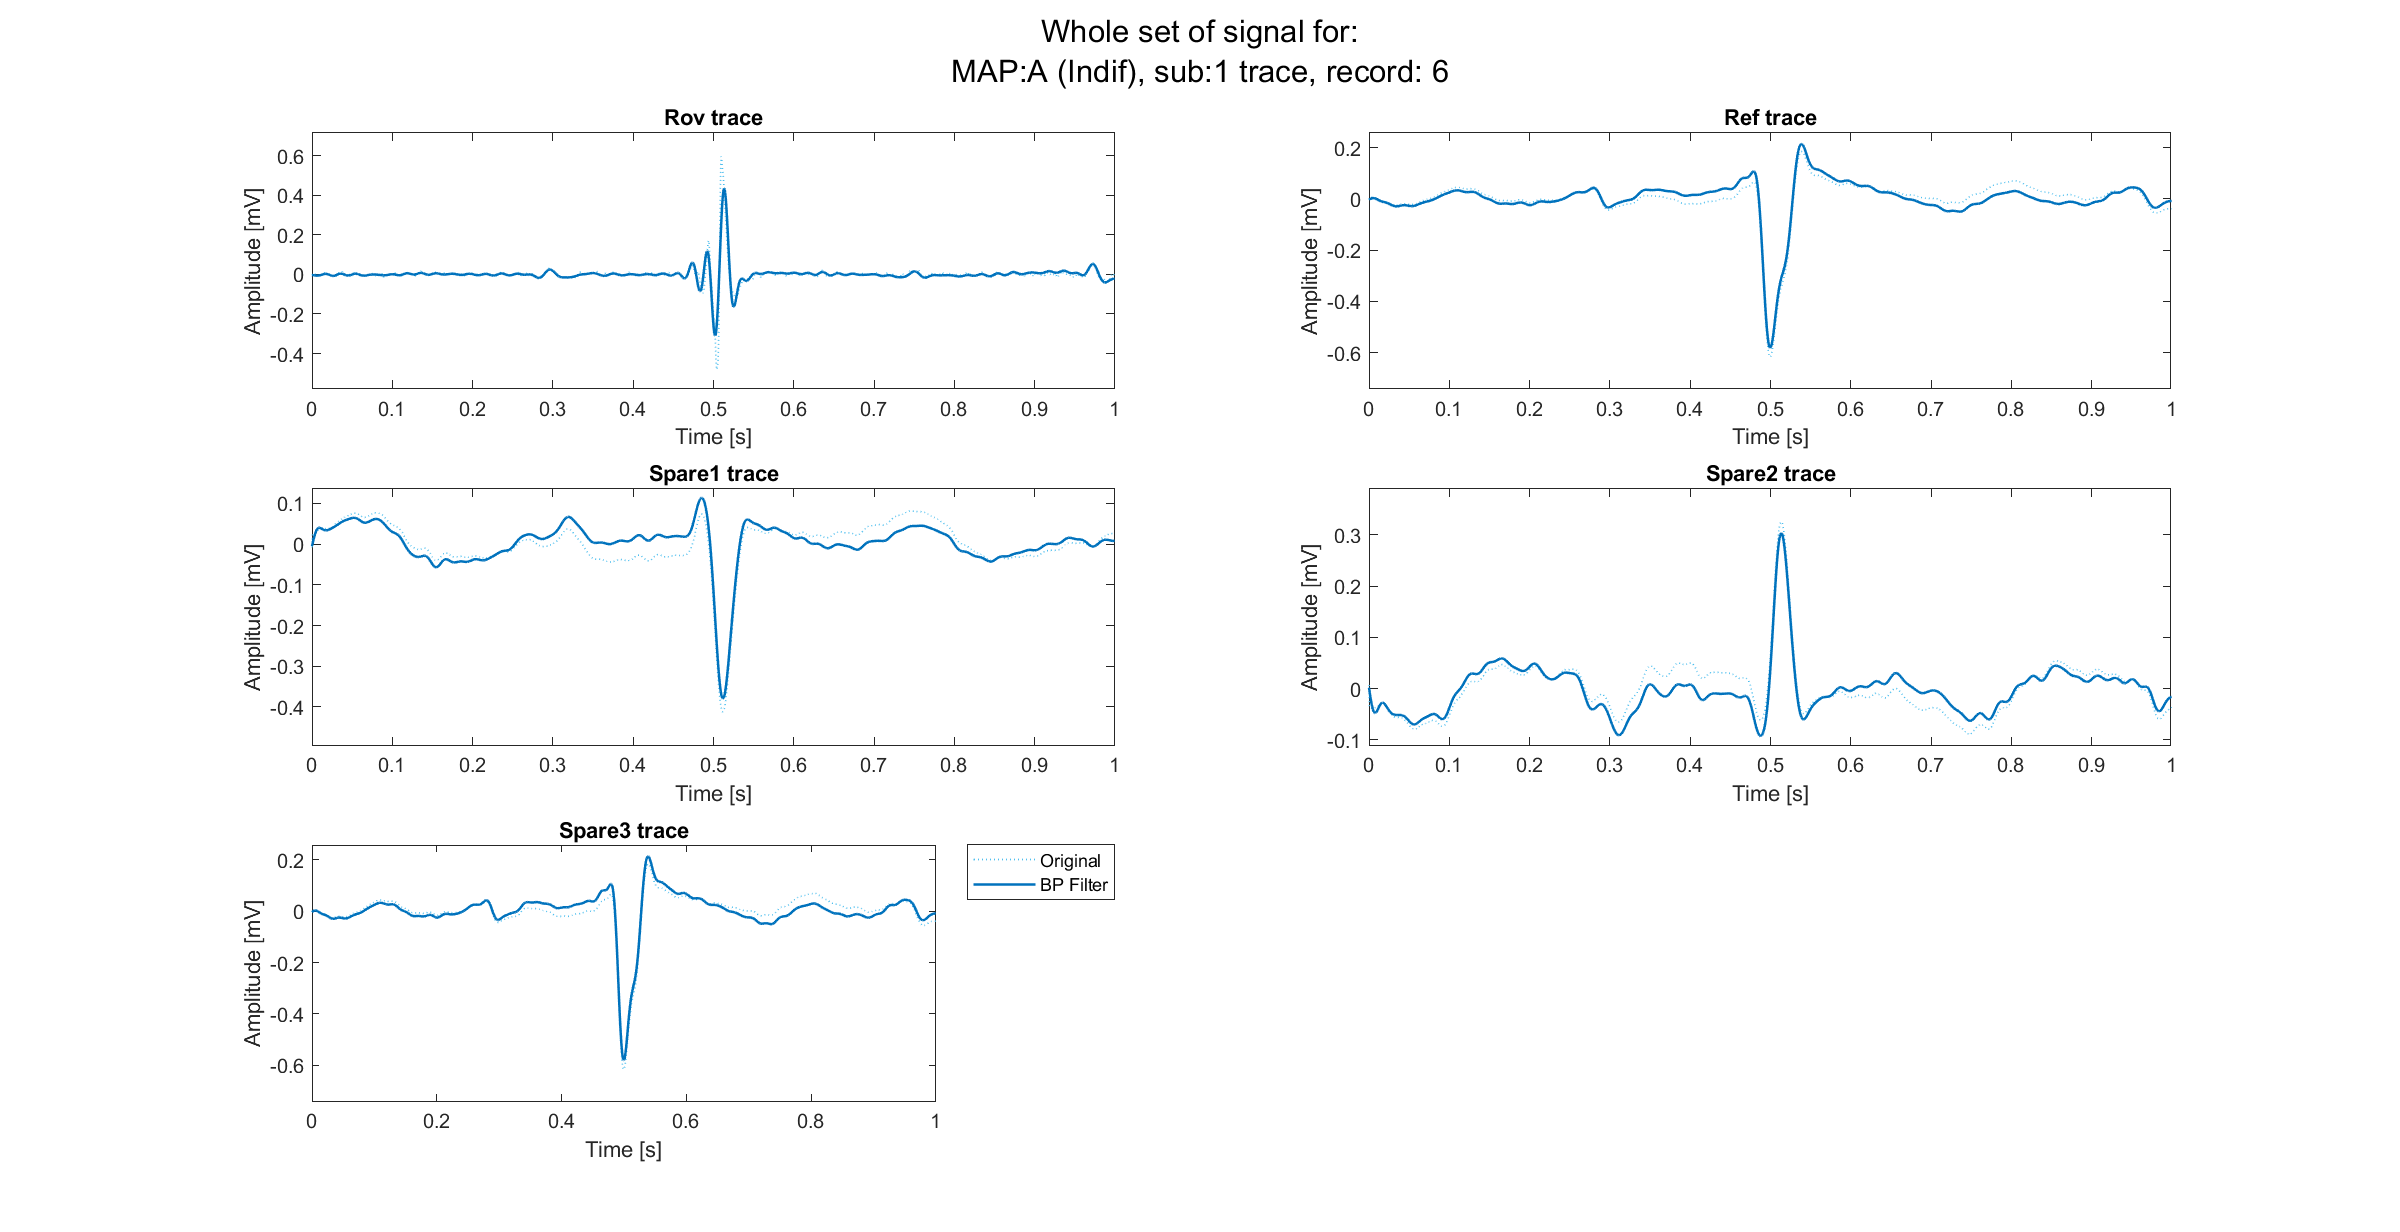 Whole set of signal for:
MAP:A (Indif), sub:1 trace, record: 6
Rov trace
Amplitude [mV]
0.6
0.4
0.2
0
-0.2
-0.4
0 0.1 0.2 0.3 0.4 0.5 0.6 0.7 0.8 0.9 1
Time [s]
Ref trace
Amplitude [mV]
0.2
0
-0.2
-0.4
-0.6
0 0.1 0.2 0.3 0.4 0.5 0.6 0.7 0.8 0.9 1
Time [s]
Spare1 trace
Amplitude [mV]
0.1
0
-0.1
-0.2
-0.3
-0.4
0 0.1 0.2 0.3 0.4 0.5 0.6 0.7 0.8 0.9 1
Time [s]
Spare2 trace
Amplitude [mV]
0.3
0.2
0.1
0
-0.1
0 0.1 0.2 0.3 0.4 0.5 0.6 0.7 0.8 0.9 1
Time [s]
Spare3 trace
Amplitude [mV]
0.2
0
-0.2
-0.4
-0.6
0 0.2 0.4 0.6 0.8 1
Time [s]
Original
BP Filter